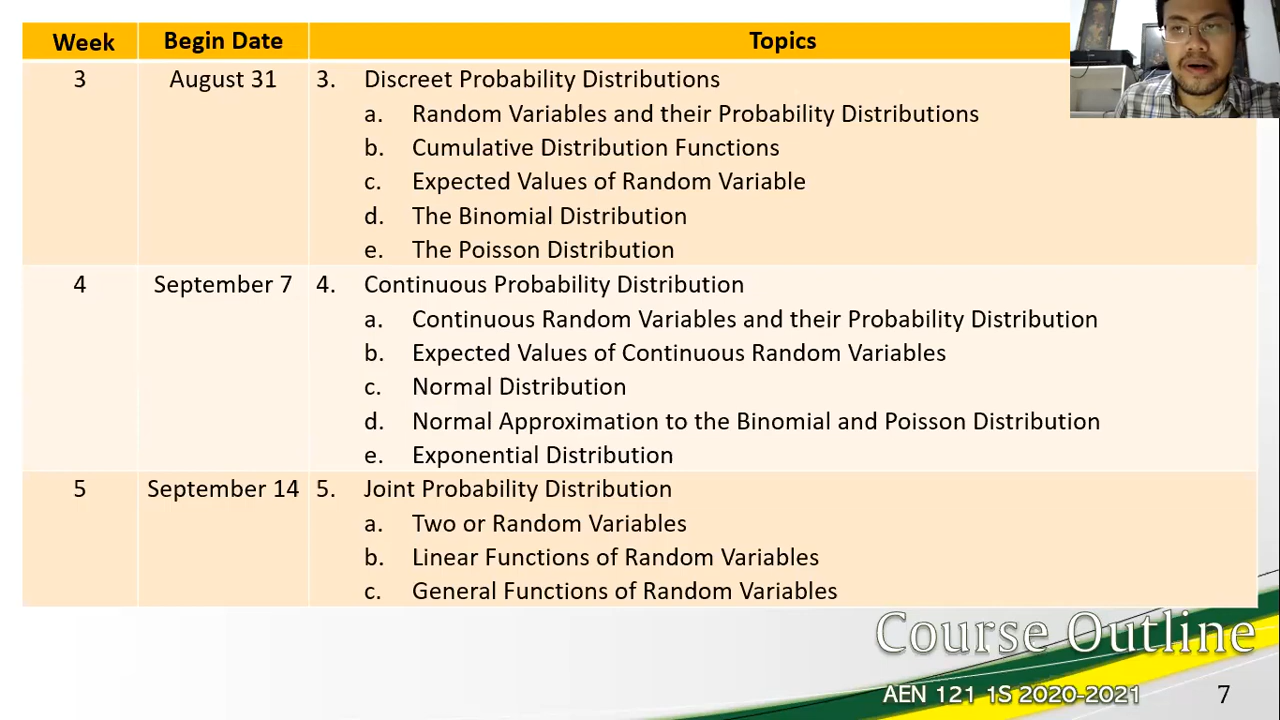 Week Begin Date Topics
3 August 31 3. Discreet Probability Distributions
a. Random Variables and their Probability Distributions
b. Cumulative Distribution Functions
c. Expected Values of Random Variable
d. The Binomial Distribution
e. The Poisson Distribution
4 September 7 4. Continuous Probability Distribution
a. Continuous Random Variables and their Probability Distribution
b. Expected Values of Continuous Random Variables
c. Normal Distribution
d. Normal Approximation to the Binomial and Poisson Distribution
e. Exponential Distribution
5 September 14 5. Joint Probability Distribution
a. Two or Random Variables
b. Linear Functions of Random Variables
c. General Functions of Random Variables
Course Outline
AEN 121 1S 2020-2021 7